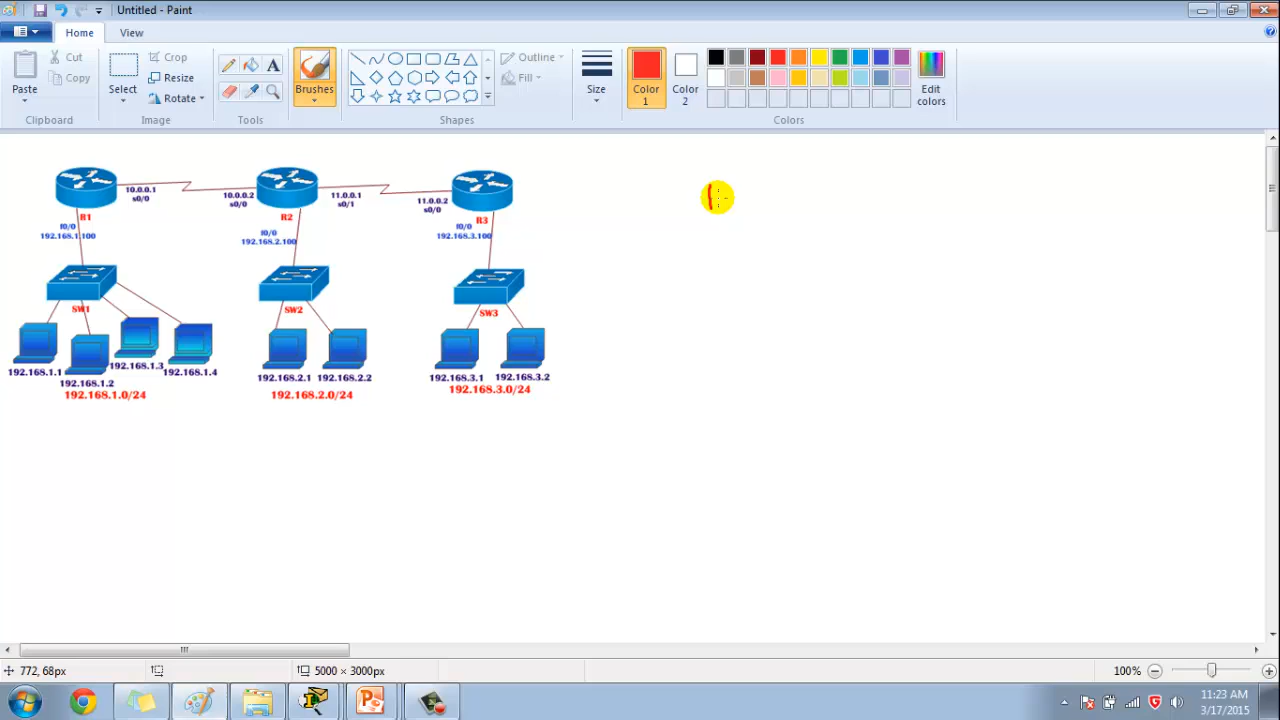 Untitled - Paint
Home
View
Paste
Cut
Copy
Clipboard
Select
Crop
Resize
Rotate
Image
Tools
A
Brushes
Shapes
Outline
Fill
Size
Color
1
Color
2
Edit
colors
Colors
10.0.0.1
s0/0
10.0.0.2
s0/0
11.0.0.1
s0/1
11.0.0.2
s0/0
R1
R2
R3
f0/0
192.168.1.100
f0/0
192.168.2.100
f0/0
192.168.3.100
SW1
SW2
SW3
192.168.1.1
192.168.1.2
192.168.1.3
192.168.1.4
192.168.2.1
192.168.2.2
192.168.3.1
192.168.3.2
192.168.1.0/24
192.168.2.0/24
192.168.3.0/24
772, 68px
5000 × 3000px
100%
11:23 AM
3/17/2015